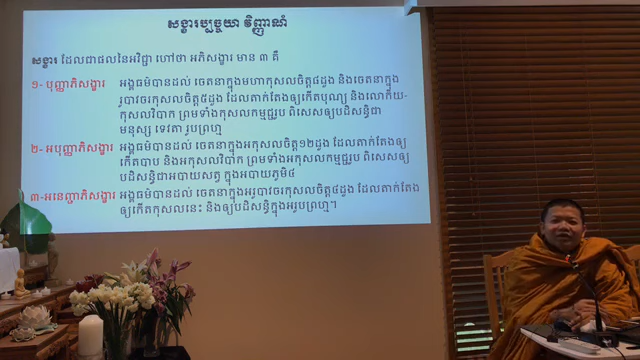 សង្ខារប្បច្ចយា វិញ្ញាណំ
សង្ខារ ដែលជាផលនៃអវិជ្ជា ហៅថា អភិសង្ខារ មាន ៣ គឺ
១- បុញ្ញាភិសង្ខារ អង្គធម៌បានដល់ ចេតនាក្នុងមហាកុសលចិត្ត៨ដួង និងចេតនាក្នុង
រូបាវចរកុសលចិត្ត៥ដួង ដែលតាក់តែងឲ្យកើតបុណ្យ និងលោកិយ-
កុសលវិបាក ព្រមទាំងកុសលកម្មជ្ជរូប ពិសេសឲ្យបដិសន្ធិជា
មនុស្ស ទេវតា រូបព្រហ្ម
២- អបុញ្ញាភិសង្ខារ អង្គធម៌បានដល់ ចេតនាក្នុងអកុសលចិត្ត១២ដួង ដែលតាក់តែងឲ្យ
កើតបាប និងអកុសលវិបាក ព្រមទាំងអកុសលកម្មជ្ជរូប ពិសេសឲ្យ
បដិសន្ធិជាអបាយសត្វ ក្នុងអបាយភូមិ៤
៣-អនេញ្ជាភិសង្ខារ អង្គធម៌បានដល់ ចេតនាក្នុងអរូបាវចរកុសលចិត្ត៤ដួង ដែលតាក់តែង
ឲ្យកើតកុសលនេះ និងឲ្យបដិសន្ធិក្នុងអរូបព្រហ្ម។